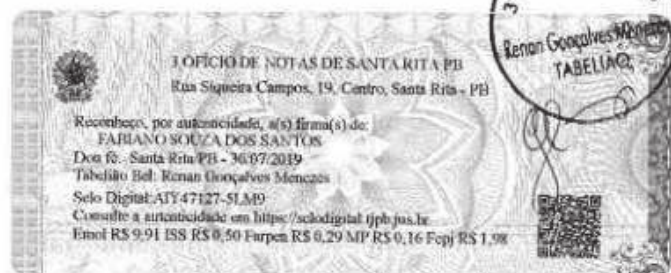 3 OFÍCIO DE NOTAS DE SANTA RITA PB
Rua Siqueira Campos, 19, Centro, Santa Rita - PB
Reconheço, por autenticidade, a(s) firma(s) de:
FABIANO SOUZA DOS SANTOS
Dou fé. Santa Rita/PB - 30/07/2019
Tabelião Bel: Renan Gonçalves Menezes
Selo Digital: AIY47127-5LM9
Consulte a autenticidade em https://selodigital.tjpb.jus.br
Emol R$ 9,91 ISS R$ 0,50 Farpen R$ 0,29 MP R$ 0,16 Fepj R$ 1,98
3
Renan Gonçalves Menezes
TABELIÃO